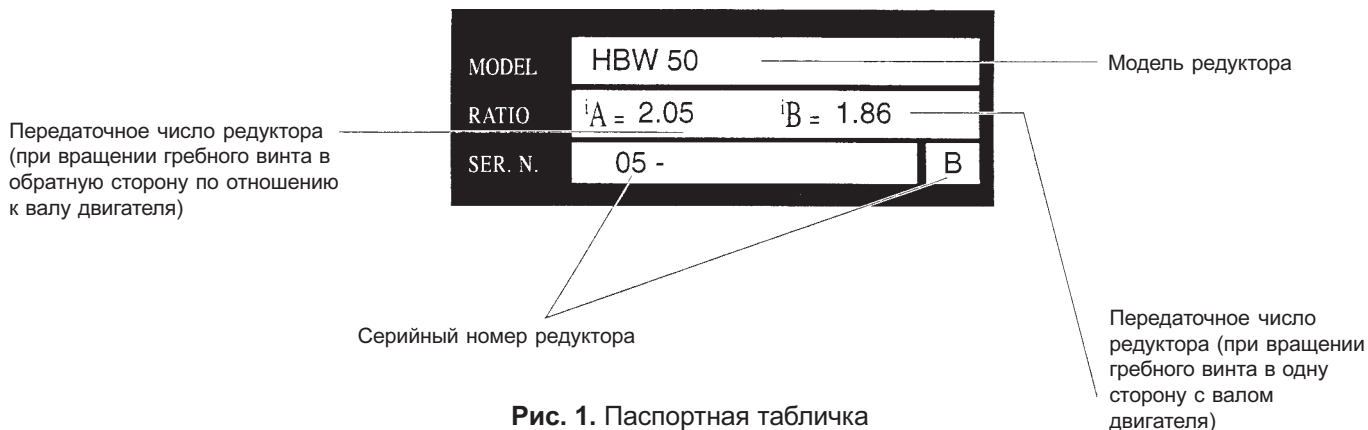 MODEL HBW 50
Модель редуктора
RATIO iA = 2.05 iB = 1.86
Передаточное число редуктора
(при вращении гребного винта в
обратную сторону по отношению
к валу двигателя)
SER. N. 05 - B
Серийный номер редуктора
Передаточное число
редуктора (при вращении
гребного винта в одну
сторону с валом
двигателя)
Рис. 1. Паспортная табличка